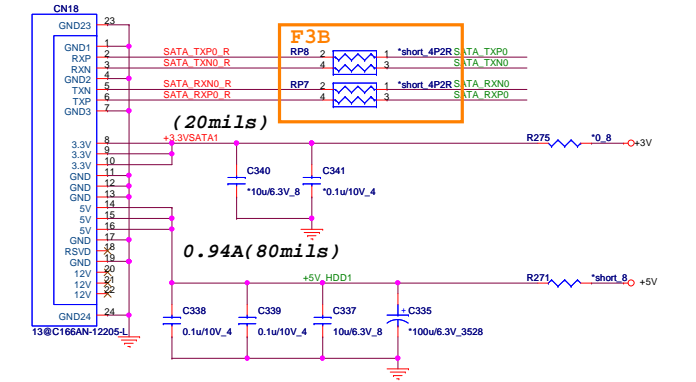 CN18
GND23 23
F3B
GND1 1
RXP 2 SATA_TXP0_R RP8 2 1 *short_4P2R SATA_TXP0
RXN 3 SATA_TXN0_R 4 3 SATA_TXN0
GND2 4
TXN 5 SATA_RXN0_R RP7 2 1 *short_4P2R SATA_RXN0
TXP 6 SATA_RXP0_R 4 3 SATA_RXP0
GND3 7
(20mils)
3.3V 8 +3.3VSATA1 R275 *0_8 +3V
3.3V 9
3.3V 10
GND 11 C340 C341
GND 12
GND 13 *10u/6.3V_8 *0.1u/10V_4
5V 14
5V 15
5V 16
GND 17
RSVD 18 0.94A(80mils)
GND 19
12V 20
12V 21 +5V_HDD1 R271 *short_8 +5V
12V 22
GND24 24 C338 C339 C337 + C335
13@C166AN-12205-L 0.1u/10V_4 0.1u/10V_4 10u/6.3V_8 *100u/6.3V_3528